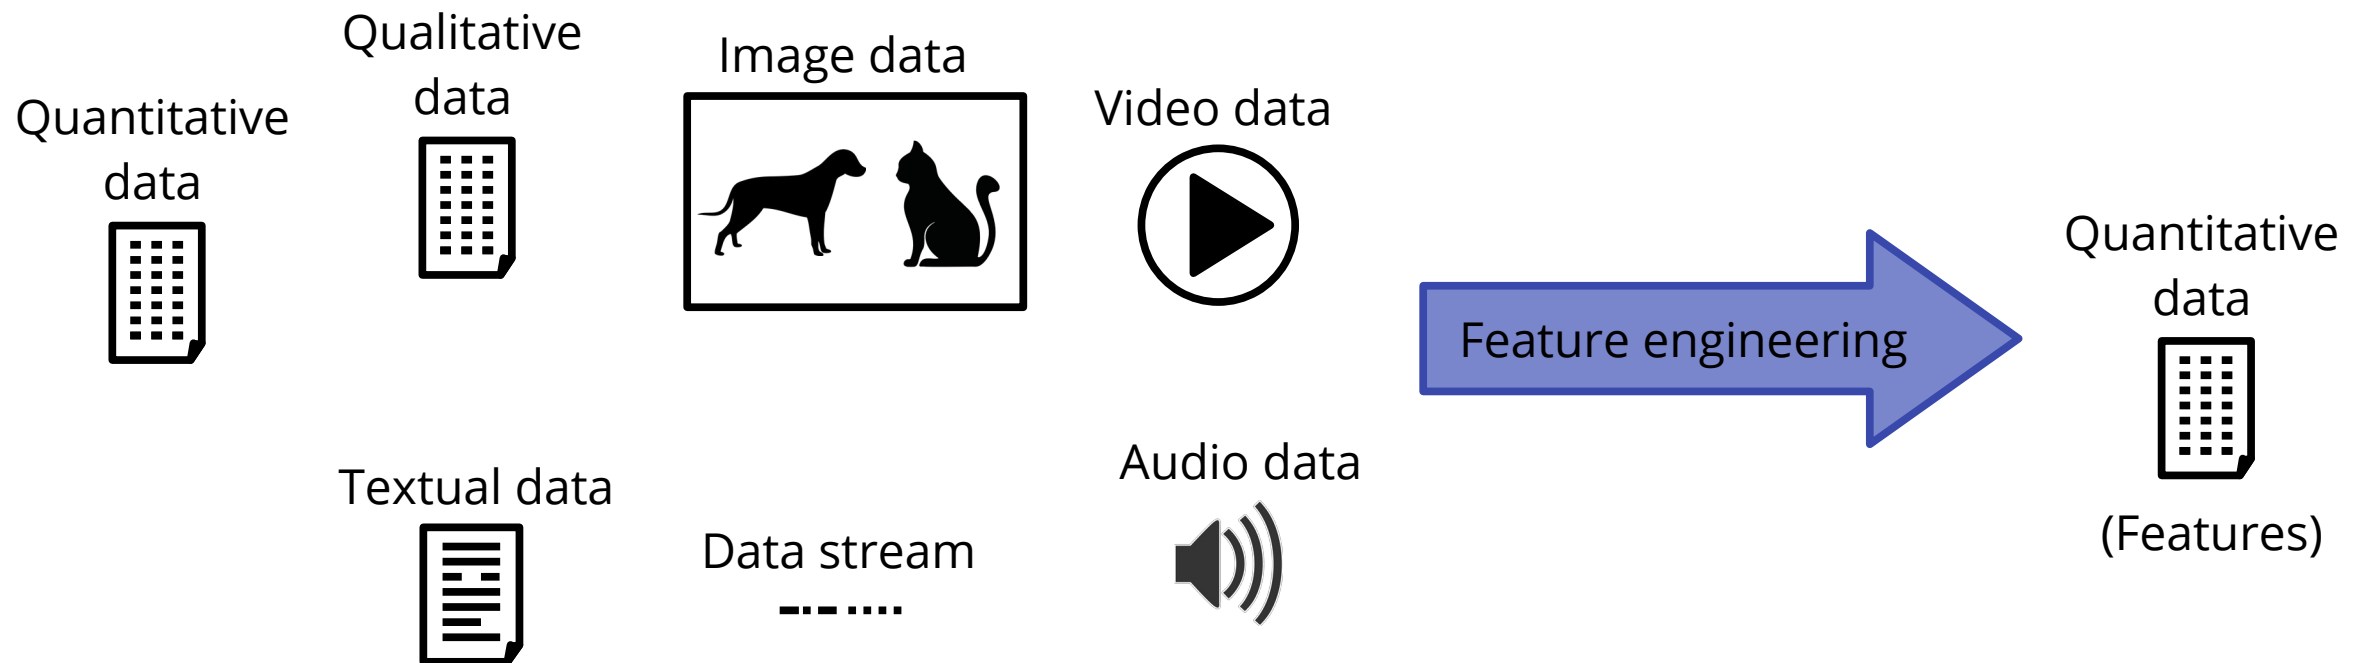 Quantitative
data
Qualitative
data
Image data
Video data
Textual data
Data stream
Audio data
Feature engineering
Quantitative
data
(Features)